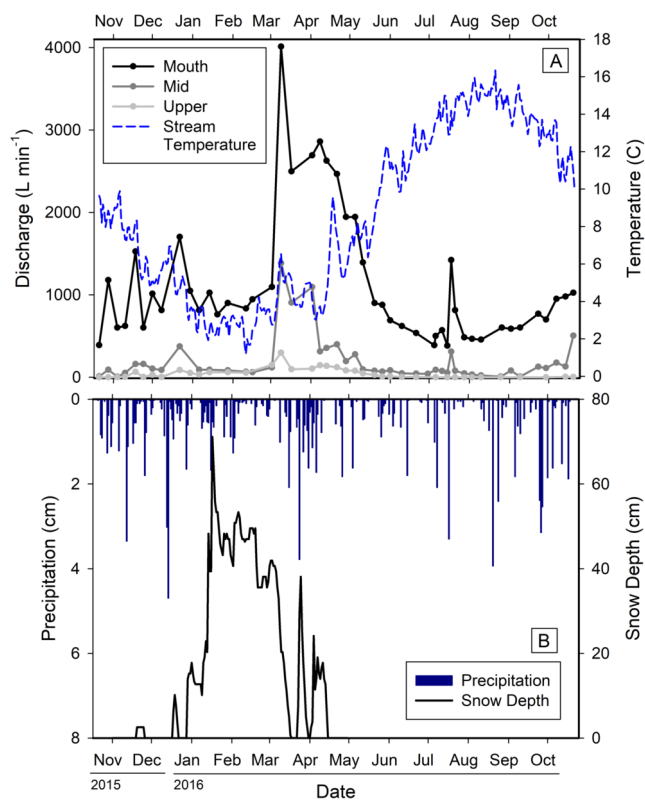 Nov Dec Jan Feb Mar Apr May Jun Jul Aug Sep Oct
4000
3000
2000
1000
0
Discharge (L min-1)
18
16
14
12
10
8
6
4
2
0
Temperature (C)
A
Mouth
Mid
Upper
Stream
Temperature
0
2
4
6
8
Precipitation (cm)
80
60
40
20
0
Snow Depth (cm)
B
Precipitation
Snow Depth
Nov Dec Jan Feb Mar Apr May Jun Jul Aug Sep Oct
2015 2016
Date